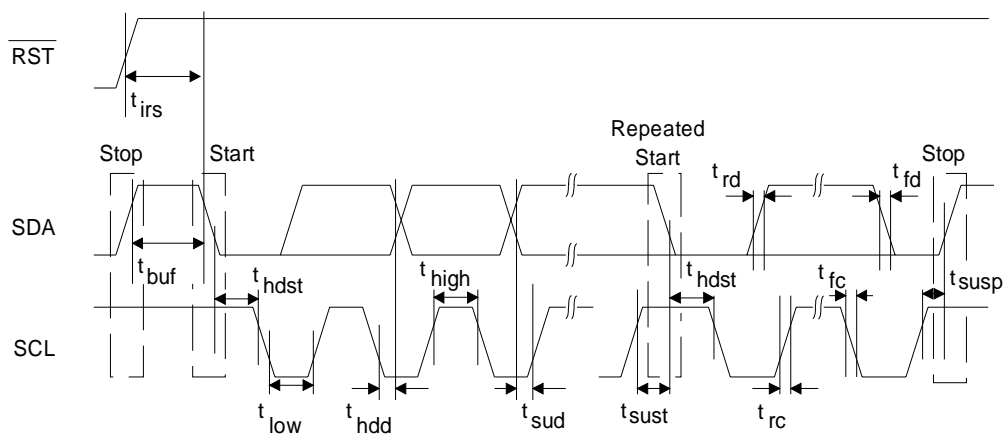 RST
t irs
Repeated
Stop Start Start Stop
t rd t fd
SDA
t buf t hdst t high t hdst t fc t susp
SCL
t low t hdd t sud t sust t rc